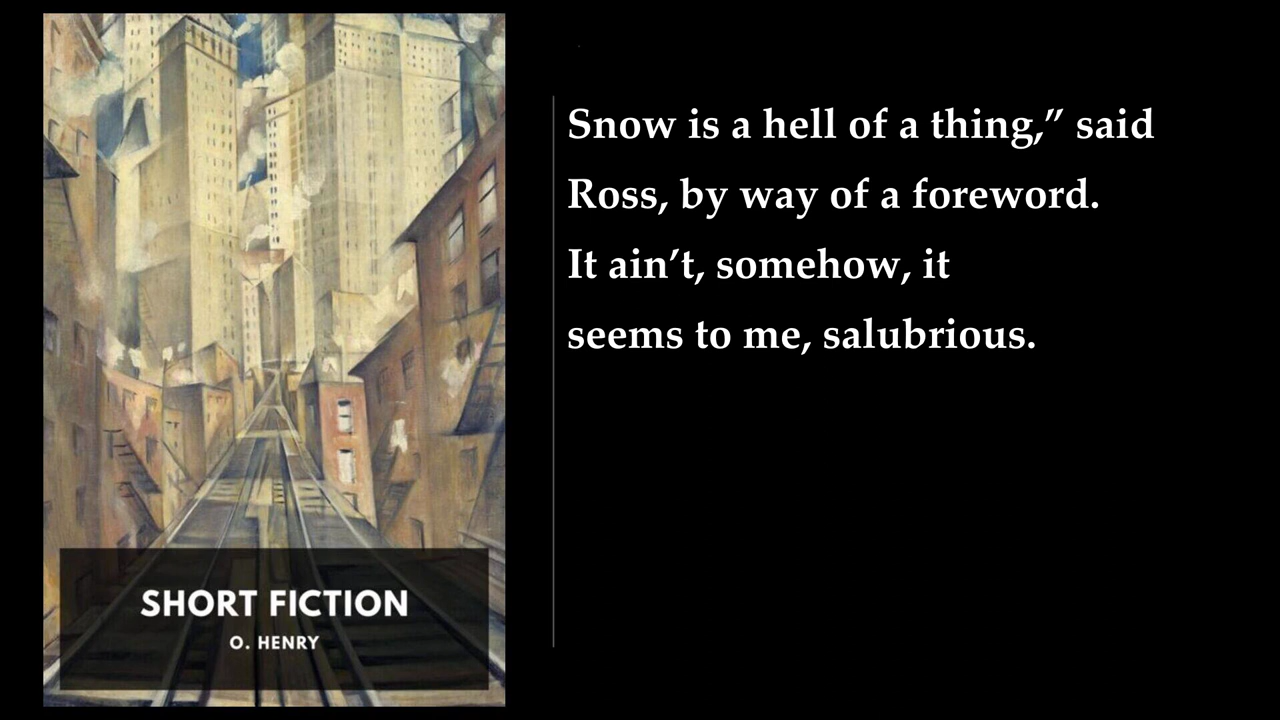 Snow is a hell of a thing,” said
Ross, by way of a foreword.
It ain’t, somehow, it
seems to me, salubrious.
SHORT FICTION
O. HENRY